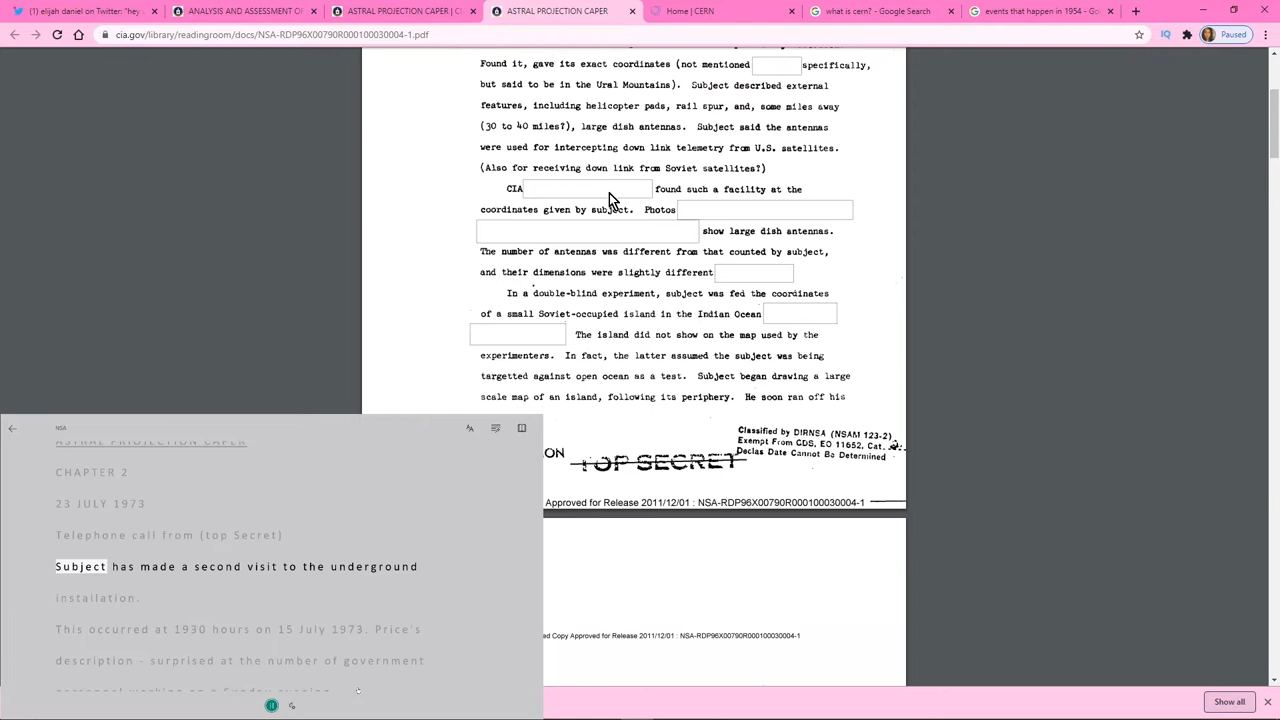 elijah daniel on Twitter: "hey
ANALYSIS AND ASSESSMENT OF
ASTRAL PROJECTION CAPER | C
ASTRAL PROJECTION CAPER
Home | CERN
what is cern? - Google Search
events that happen in 1954 - Goo
cia.gov/library/readingroom/docs/NSA-RDP96X00790R000100030004-1.pdf
Paused
Found it, gave its exact coordinates (not mentioned specifically,
but said to be in the Ural Mountains). Subject described external
features, including helicopter pads, rail spur, and, some miles away
(30 to 40 miles?), large dish antennas. Subject said the antennas
were used for intercepting down link telemetry from U.S. satellites.
(Also for receiving down link from Soviet satellites?)
CIA found such a facility at the
coordinates given by subject. Photos
show large dish antennas.
The number of antennas was different from that counted by subject,
and their dimensions were slightly different
In a double-blind experiment, subject was fed the coordinates
of a small Soviet-occupied island in the Indian Ocean
The island did not show on the map used by the
experimenters. In fact, the latter assumed the subject was being
targetted against open ocean as a test. Subject began drawing a large
scale map of an island, following its periphery. He soon ran off his
Classified by DIRNSA (NSAM 123-2)
Exempt From GDS, EO 11652, Cat. 2
Declas Date Cannot Be Determined
ON TOP SECRET
Approved for Release 2011/12/01 : NSA-RDP96X00790R000100030004-1
ed Copy Approved for Release 2011/12/01 : NSA-RDP96X00790R000100030004-1
NSA
ASTRAL PROJECTION CAPER
CHAPTER 2
23 JULY 1973
Telephone call from (top Secret)
Subject has made a second visit to the underground
installation.
This occurred at 1930 hours on 15 July 1973. Price's
description - surprised at the number of government
personnel working on a Sunday evening
Show all